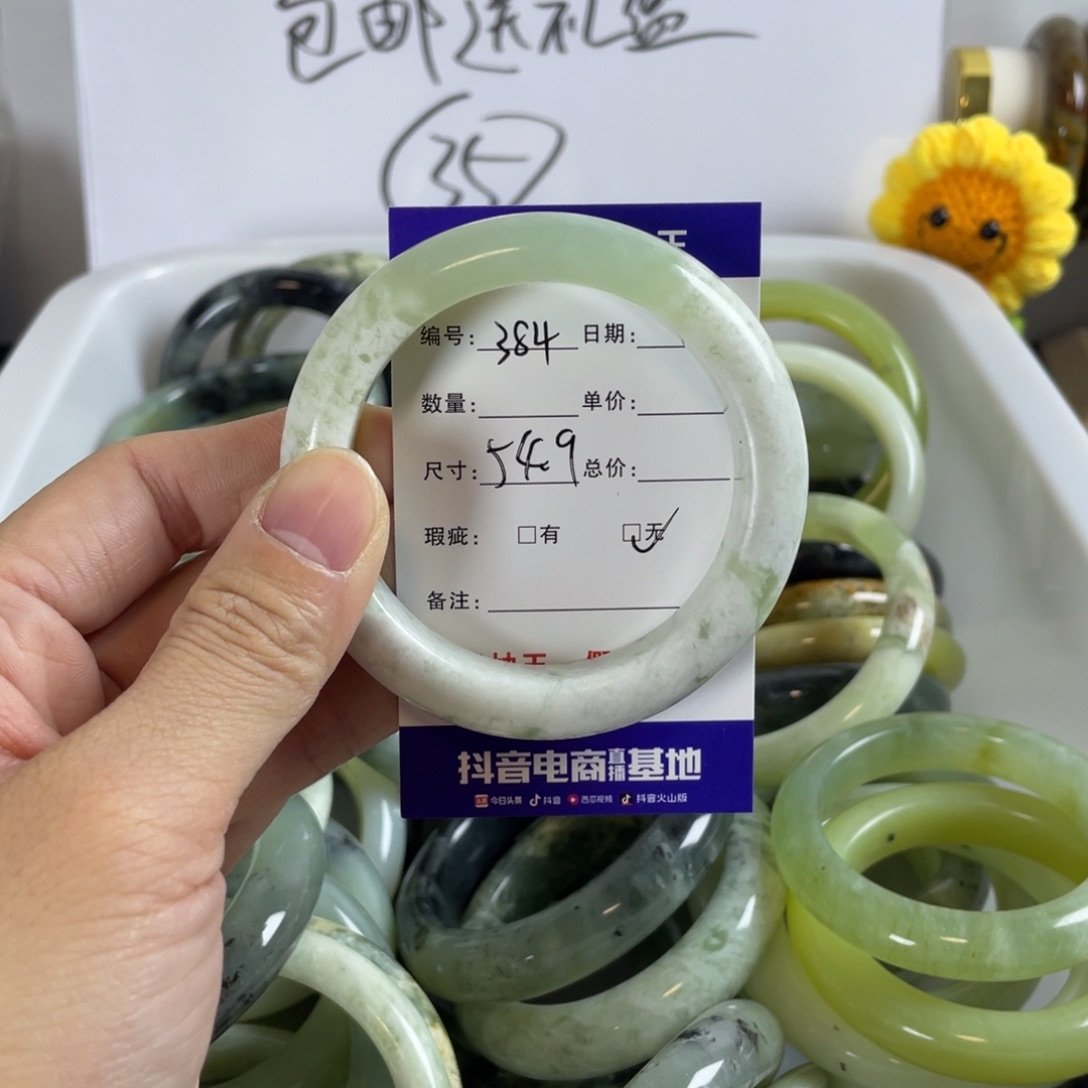 包邮送礼盒
35
玉
编号: 384 日期:
数量: 单价:
尺寸: 54.9 总价:
瑕疵: □有 □无
备注:
抖音电商直播基地
今日头条 抖音 西瓜视频 抖音火山版